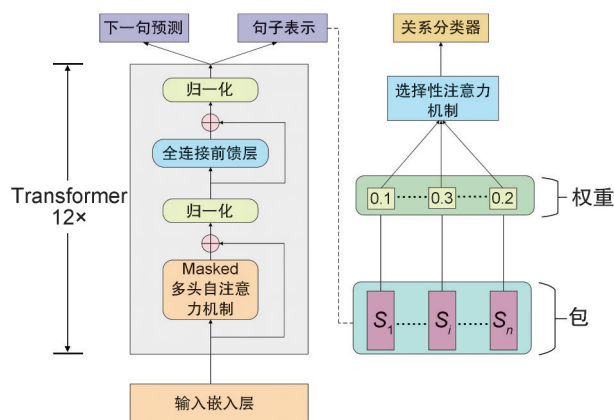 下一句预测
句子表示
关系分类器
归一化
选择性注意力
机制
全连接前馈层
Transformer
12×
归一化
0.1
0.3
0.2
权重
Masked
多头自注意
力机制
S1
Si
Sn
包
输入嵌入层